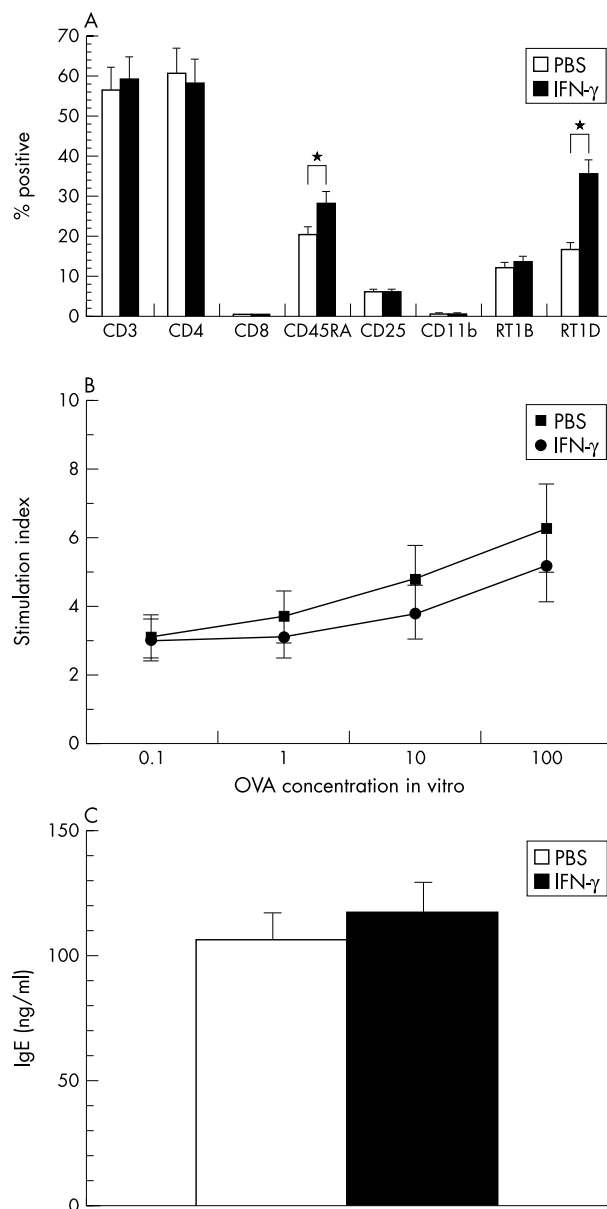 A
70
60
50
40
30
20
10
0
% positive
PBS
IFN-γ
★
★
CD3 CD4 CD8 CD45RA CD25 CD11b RT1B RT1D
B
10
8
6
4
2
0
Stimulation index
PBS
IFN-γ
0.1 1 10 100
OVA concentration in vitro
C
150
100
50
0
IgE (ng/ml)
PBS
IFN-γ